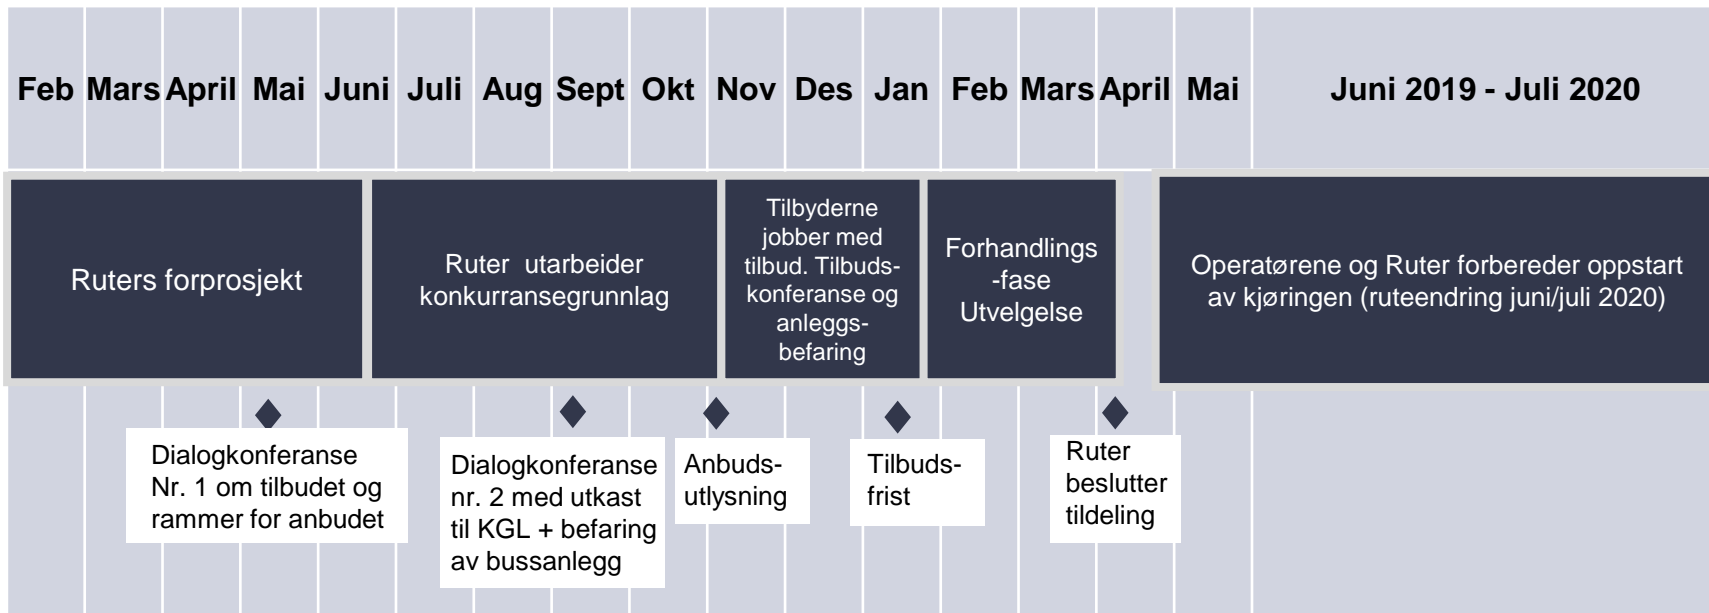 Feb Mars April Mai Juni Juli Aug Sept Okt Nov Des Jan Feb Mars April Mai Juni 2019 - Juli 2020
Ruters forprosjekt
Ruter utarbeider
konkurransegrunnlag
Tilbyderne
jobber med
tilbud. Tilbuds-
konferanse og
anleggs-
befaring
Forhandlings
-fase
Utvelgelse
Operatørene og Ruter forbereder oppstart
av kjøringen (ruteendring juni/juli 2020)
Dialogkonferanse
Nr. 1 om tilbudet og
rammer for anbudet
Dialogkonferanse
nr. 2 med utkast
til KGL + befaring
av bussanlegg
Anbuds-
utlysning
Tilbuds-
frist
Ruter
beslutter
tildeling